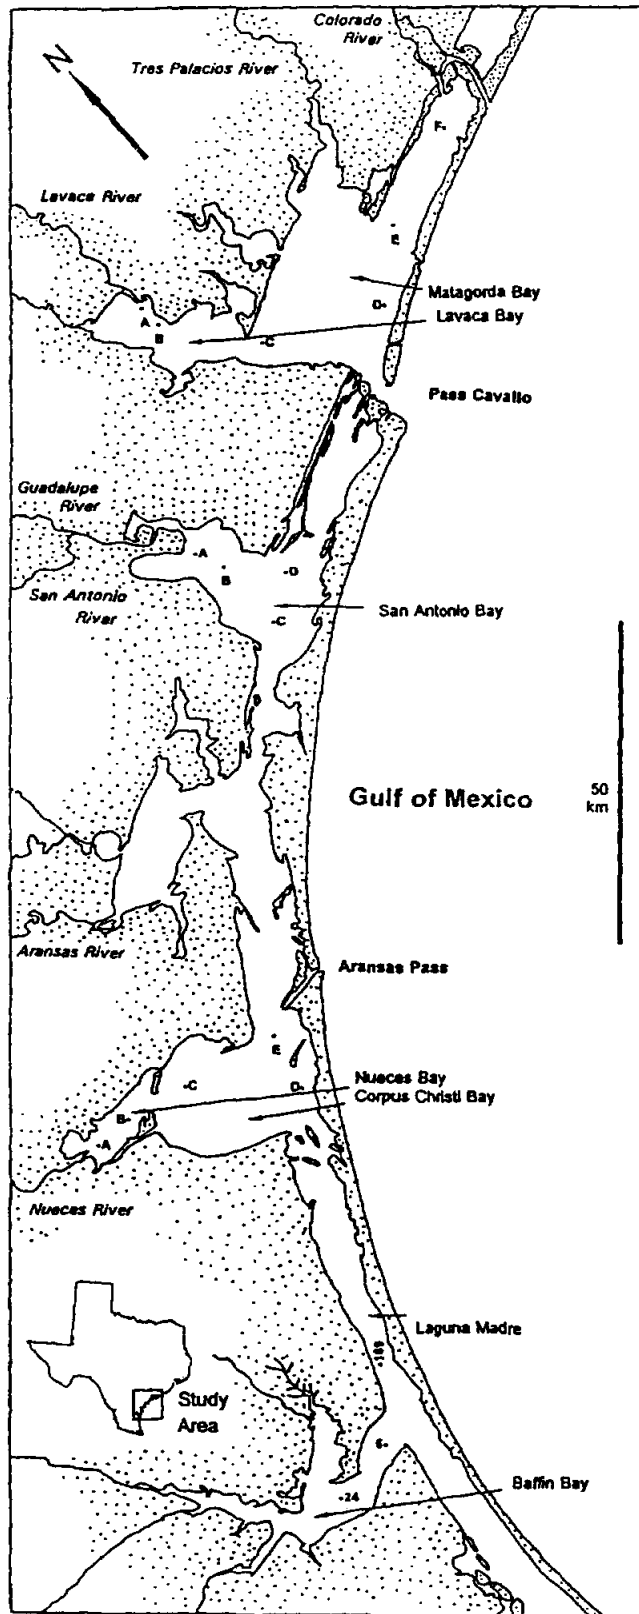 Colorado
River
Tres Palacios River
N
Lavaca River
F
E
Matagorda Bay
D
Lavaca Bay
A
B
C
Pass Cavallo
Guadalupe
River
A
B
D
San Antonio
River
San Antonio Bay
C
Gulf of Mexico
50
km
Aransas River
Aransas Pass
E
Nueces Bay
C
D
Corpus Christi Bay
B
A
Nueces River
Laguna Madre
189
Study
Area
6
Baffin Bay
24